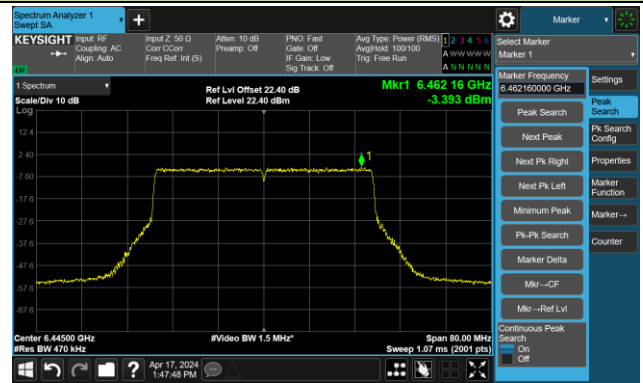 Spectrum Analyzer 1
Swept SA
Marker
KEYSIGHT
Input: RF
Coupling: AC
Align: Auto
Input Z: 50 Ω
Corr CCorr
Freq Ref: Int (S)
Atten: 10 dB
Preamp: Off
PNO: Fast
Gate: Off
IF Gain: Low
Sig Track: Off
Avg Type: Power (RMS)
Avg|Hold: 100/100
Trig: Free Run
1 2 3 4 5 6
A W W W W W
A N N N N N
Select Marker
Marker 1
1 Spectrum
Scale/Div 10 dB
Log
Ref Lvl Offset 22.40 dB
Ref Level 22.40 dBm
Mkr1 6.462 16 GHz
-3.393 dBm
12.4
2.40
-7.60
-17.6
-27.6
-37.6
-47.6
-57.6
-67.6
1
Center 6.44500 GHz
#Res BW 470 kHz
#Video BW 1.5 MHz*
Span 80.00 MHz
Sweep 1.07 ms (2001 pts)
Marker Frequency
6.462160000 GHz
Peak Search
Next Peak
Next Pk Right
Next Pk Left
Minimum Peak
Pk-Pk Search
Marker Delta
Mkr→CF
Mkr→Ref Lvl
Continuous Peak
Search
On
Off
Settings
Peak
Search
Pk Search
Config
Properties
Marker
Function
Marker→
Counter
Apr 17, 2024
1:47:48 PM